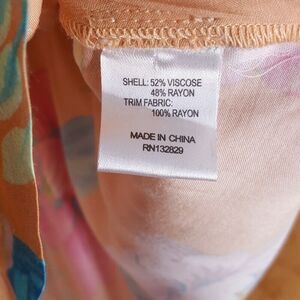 SHELL: 52% VISCOSE
48% RAYON
TRIM FABRIC:
100% RAYON
MADE IN CHINA
RN132829